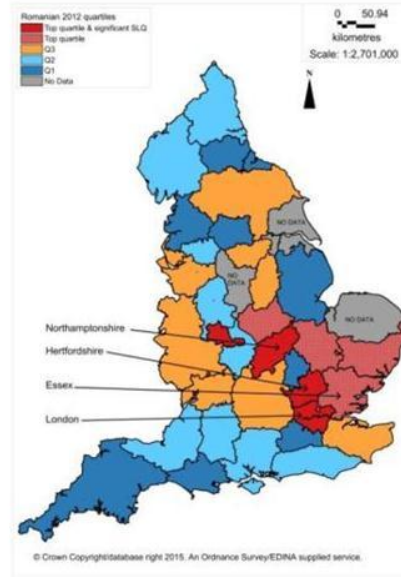 Romanian 2012 quartiles
Top quartile & significant SLQ
Top quartile
Q3
Q2
Q1
No Data
0 50.94
kilometres
Scale: 1:2,701,000
N
NO DATA
NO
DATA
NO DATA
Northamptonshire
Hertfordshire
Essex
London
© Crown Copyright/database right 2015. An Ordnance Survey/EDINA supplied service.